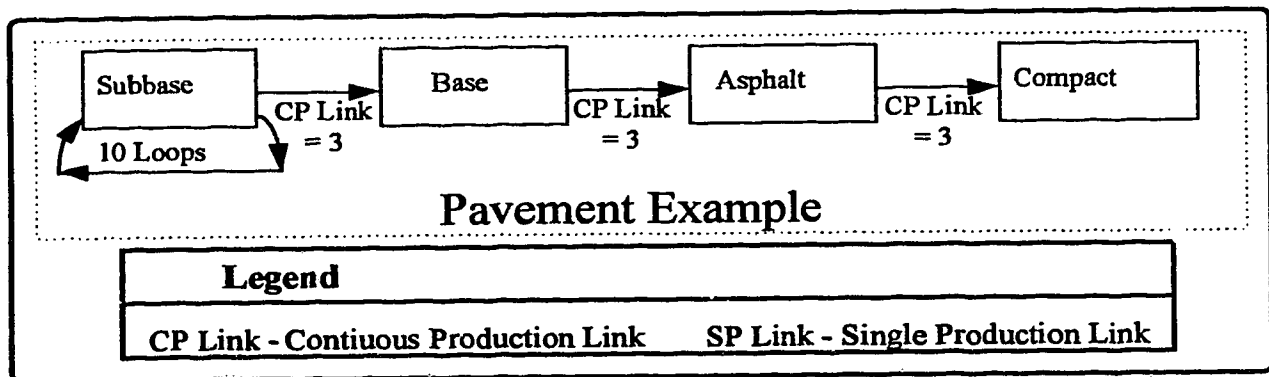 Subbase
Base
Asphalt
Compact
CP Link
= 3
CP Link
= 3
CP Link
= 3
10 Loops
Pavement Example
Legend
CP Link - Contiuous Production Link SP Link - Single Production Link